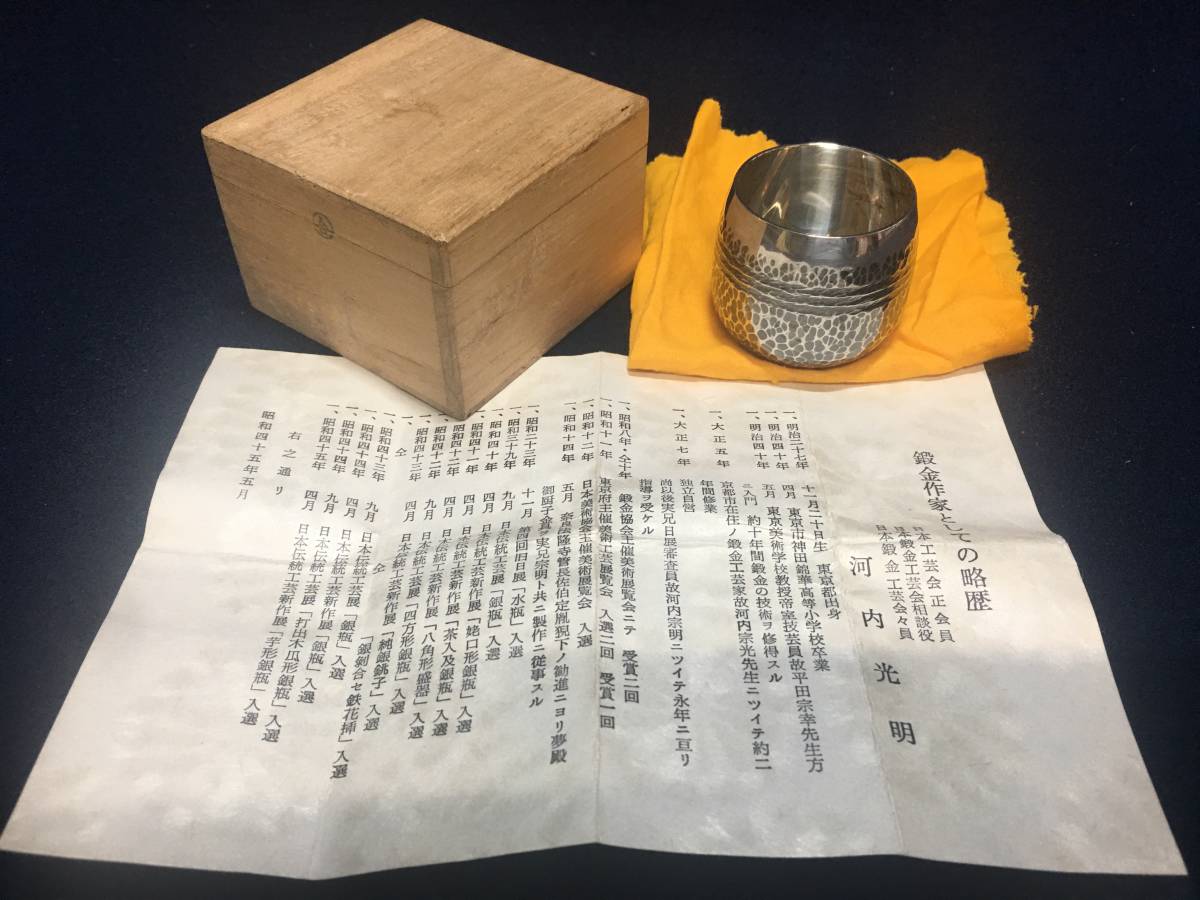 鍛金作家としての略歴
日本工芸会正会員
日本鍛金工芸会相談役
日本鍛金工芸会々員
河内光明
一、明治二十七年 十一月二十日生 東京都出身
一、明治四十年 四月 東京市神田錦華高等小学校卒業
一、明治四十年 五月 東京美術学校教授帝室技芸員故平田宗幸先生方
ニ入門 約十年間鍛金の技術ヲ修得スル
一、大正五年 京都市在住ノ鍛金工芸家故河内宗光先生ニツイテ約二
年間修業
一、大正七年 独立自営
尚以後実兄日展審査員故河内宗明ニツイテ永年ニ亘リ
指導ヲ受ケル
一、昭和八年・仝十年 鍛金協会主催美術展覧会ニテ 受賞二回
一、昭和十一年 東京府主催美術工芸展覧会 入選二回 受賞一回
一、昭和十二年 日本美術協会主催美術展覧会 入選
一、昭和十四年 五月 奈良法隆寺管長佐伯定胤猊下ノ勧進ニヨリ夢殿
御厨子金賞ヲ実兄宗明ト共ニ製作ニ従事スル
一、昭和二十三年 十一月 第四回旧日展「水瓶」入選
一、昭和三十九年 九月 日本伝統工芸展「銀瓶」入選
一、昭和四十年 四月 日本伝統工芸新作展「姥口形銀瓶」入選
一、昭和四十一年 四月 日本伝統工芸新作展「茶入及銀瓶」入選
一、昭和四十二年 四月 日本伝統工芸新作展「八角形盛器」入選
一、昭和四十二年 九月 日本伝統工芸展「四方形銀瓶」入選
一、昭和四十三年 四月 日本伝統工芸新作展「純銀銚子」入選
一、仝 仝 「銀剝合セ鉄花挿」入選
一、昭和四十三年 九月 日本伝統工芸展「銀瓶」入選
一、昭和四十四年 九月 日本伝統工芸展「銀瓶」入選
一、昭和四十四年 四月 日本伝統工芸新作展「打出木瓜形銀瓶」入選
一、昭和四十五年 四月 日本伝統工芸新作展「芋形銀瓶」入選
右之通リ
昭和四十五年五月